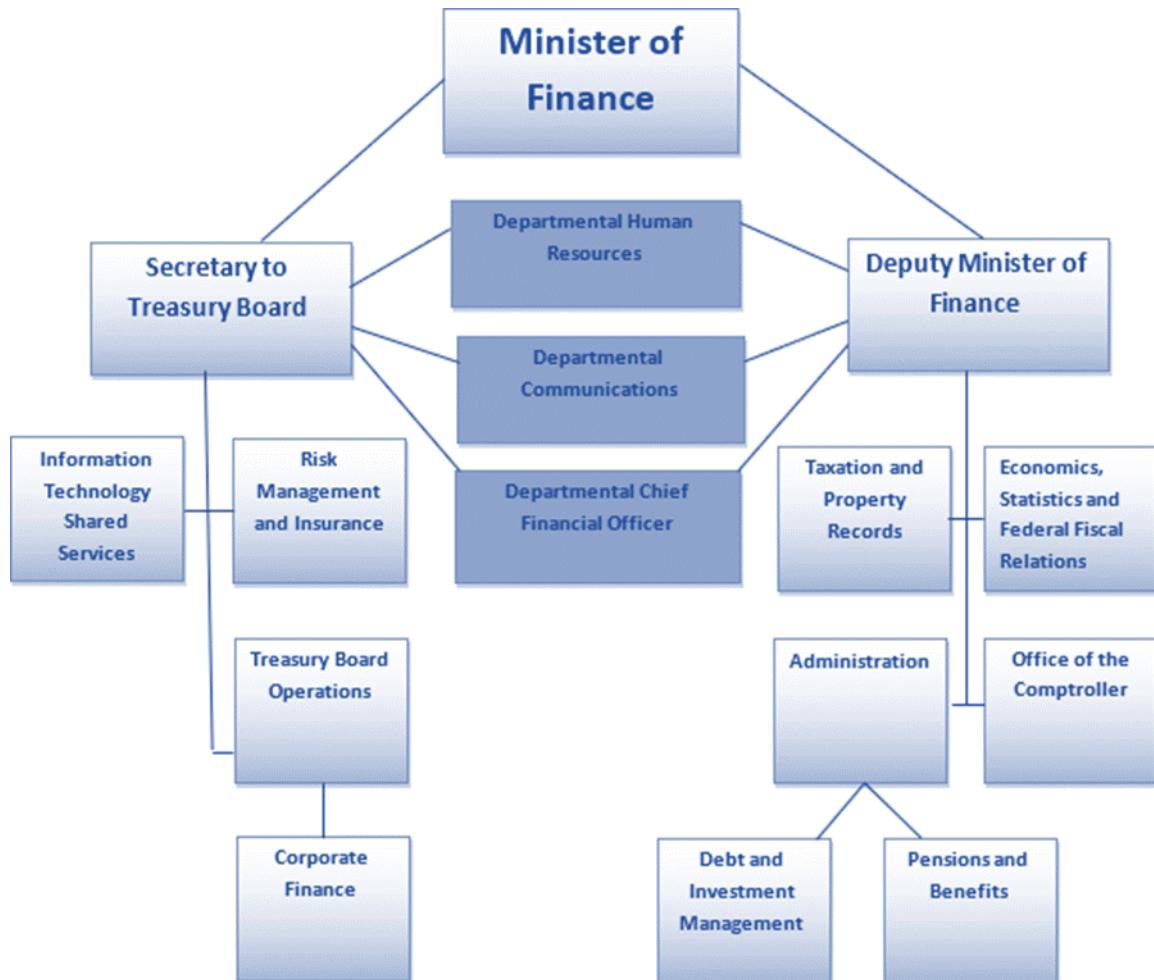 Minister of
Finance
Departmental Human
Resources
Secretary to
Treasury Board
Deputy Minister of
Finance
Departmental
Communications
Information
Technology
Shared
Services
Risk
Management
and Insurance
Departmental Chief
Financial Officer
Taxation and
Property
Records
Economics,
Statistics and
Federal Fiscal
Relations
Treasury Board
Operations
Administration
Office of the
Comptroller
Corporate
Finance
Debt and
Investment
Management
Pensions and
Benefits